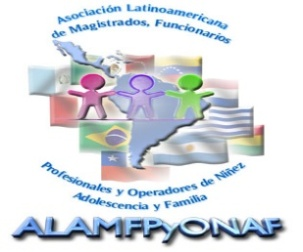 Asociación Latinoamericana
de Magistrados, Funcionarios
Profesionales y Operadores de Niñez
Adolescencia y Familia
ALAMFPyONAF